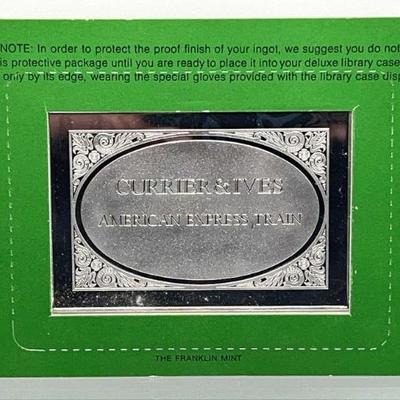 NOTE: In order to protect the proof finish of your ingot, we suggest you do not
is protective package until you are ready to place it into your deluxe library case
only by its edge, wearing the special gloves provided with the library case disp
CURRIER & IVES
AMERICAN EXPRESS TRAIN
THE FRANKLIN MINT